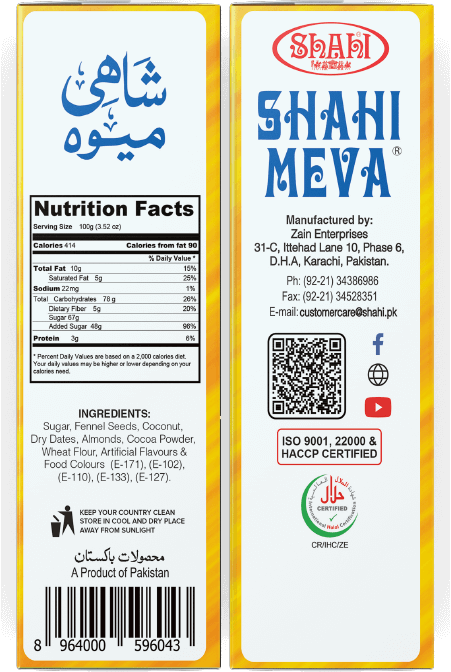 شاهی
میوه
Nutrition Facts
Serving Size 100g (3.52 oz)
Calories 414 Calories from fat 90
% Daily Value *
Total Fat 10g 15%
Saturated Fat 5g 25%
Sodium 22mg 1%
Total Carbohydrates 78 g 26%
Dietary Fiber 5g 20%
Sugar 67g
Added Sugar 48g 96%
Protein 3g 6%
* Percent Daily Values are based on a 2,000 calories diet.
Your daily values may be higher or lower depending on your
calories need.
INGREDIENTS:
Sugar, Fennel Seeds, Coconut,
Dry Dates, Almonds, Cocoa Powder,
Wheat Flour, Artificial Flavours &
Food Colours (E-171), (E-102),
(E-110), (E-133), (E-127).
KEEP YOUR COUNTRY CLEAN
STORE IN COOL AND DRY PLACE
AWAY FROM SUNLIGHT
محصولات پاکستان
A Product of Pakistan
8 964000 596043
SHAHI
SHAHI
MEVA®
Manufactured by:
Zain Enterprises
31-C, Ittehad Lane 10, Phase 6,
D.H.A, Karachi, Pakistan.
Ph: (92-21) 34386986
Fax: (92-21) 34528351
E-mail: customercare@shahi.pk
ISO 9001, 22000 &
HACCP CERTIFIED
حلال
CERTIFIED
International Halal Certification
CR/IHC/ZE